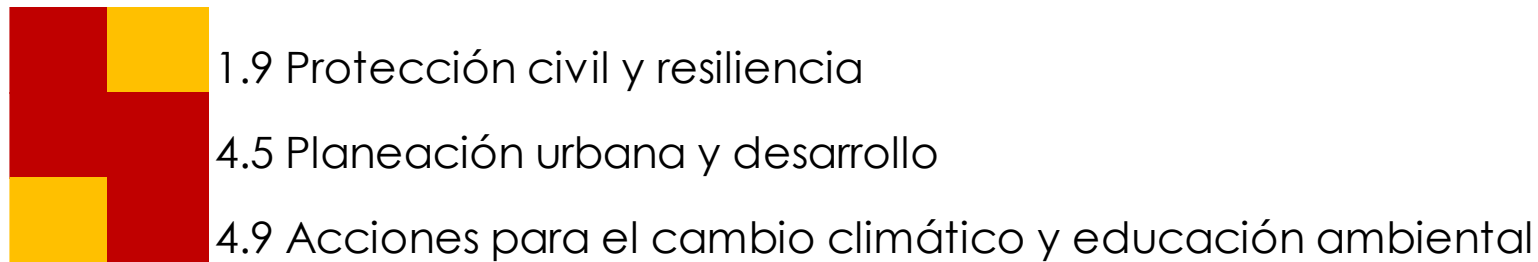 1.9 Protección civil y resiliencia
4.5 Planeación urbana y desarrollo
4.9 Acciones para el cambio climático y educación ambiental